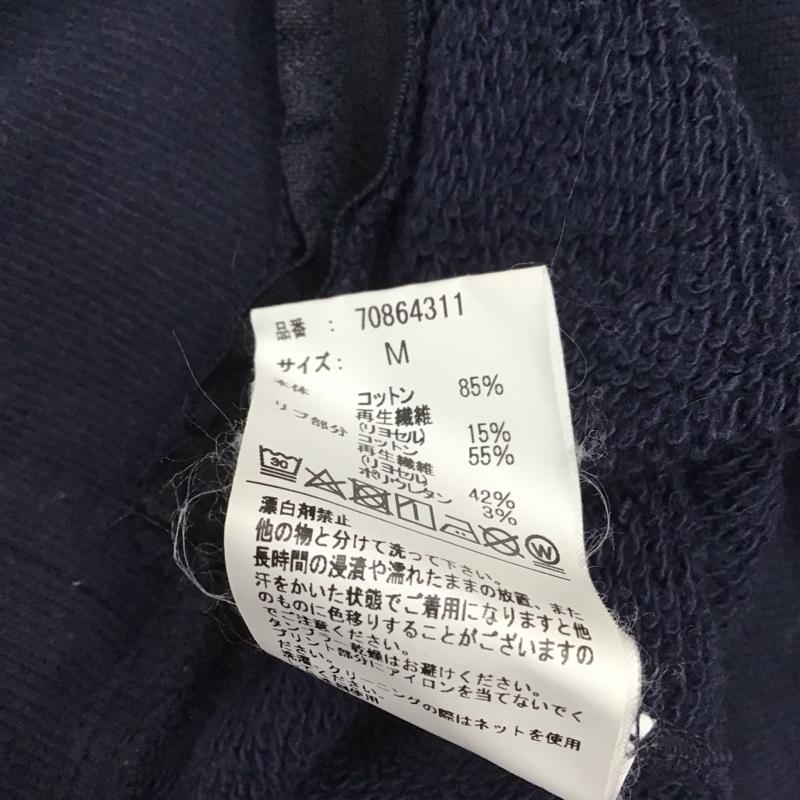 品番 : 70864311
サイズ: M
本体 コットン 85%
再生繊維
(リヨセル) 15%
リブ部分 コットン 55%
再生繊維
(リヨセル) 42%
ポリウレタン 3%
30
W
漂白剤禁止
他の物と分けて洗って下さい。
長時間の浸漬や濡れたままの放置、また
汗をかいた状態でご着用になりますと他
のものに色移りすることがございますの
でご注意ください。
タンブラー乾燥はお避けください。
プリント部分にアイロンを当てないでく
ださい。
洗濯、クリーニングの際はネットを使用
してください。